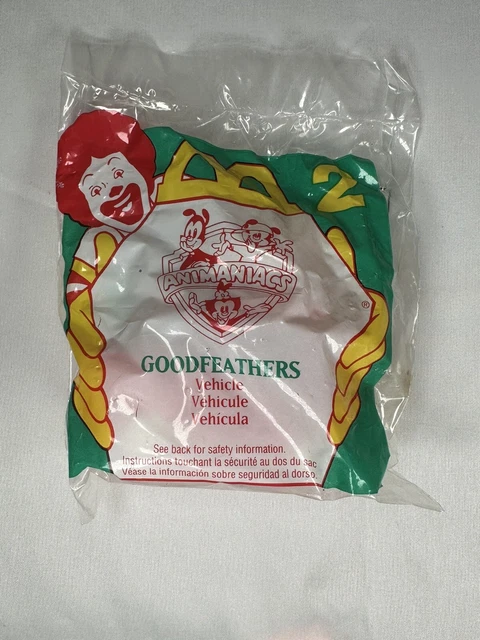 2
ANIMANIACS
®
GOODFEATHERS
Vehicle
Véhicule
Vehícula
See back for safety information.
Instructions touchant la sécurité au dos du sac
Véase la información sobre seguridad al dorso